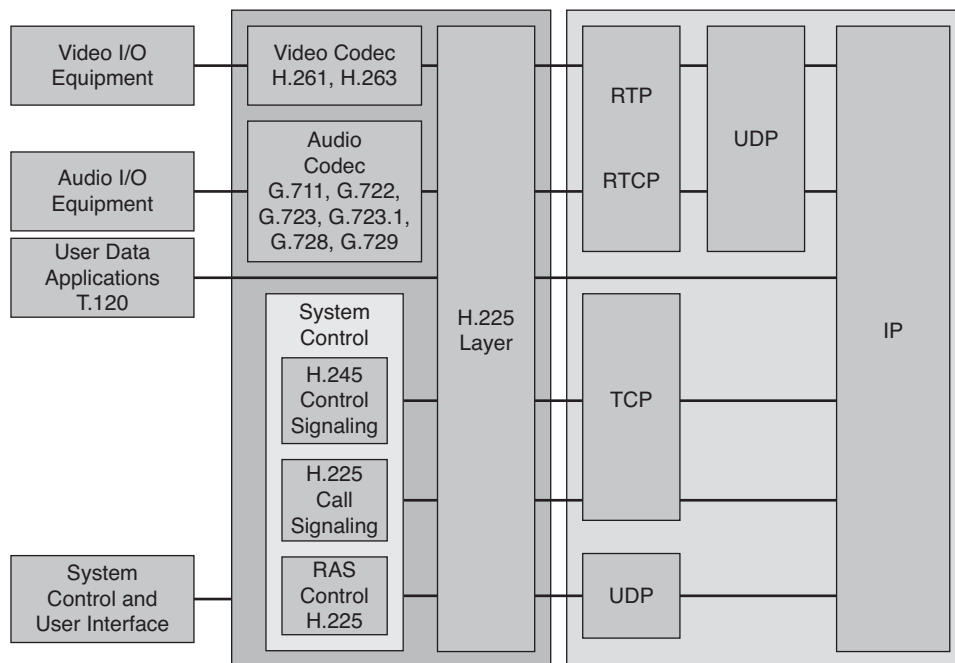 Video I/O
Equipment
Video Codec
H.261, H.263
Audio I/O
Equipment
Audio
Codec
G.711, G.722,
G.723, G.723.1,
G.728, G.729
User Data
Applications
T.120
System
Control
H.245
Control
Signaling
H.225
Call
Signaling
RAS
Control
H.225
System
Control and
User Interface
H.225
Layer
RTP
RTCP
UDP
TCP
UDP
IP